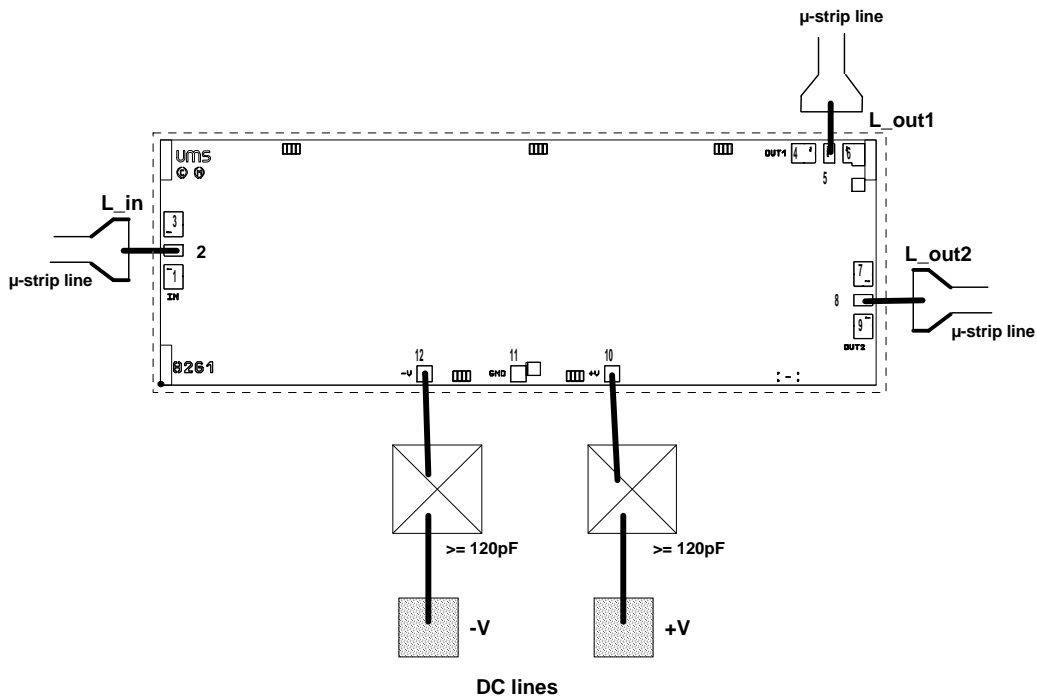 µ-strip line
L_out1
UMS
© M
OUT1
4
5
6
L_in
3
2
1
IN
µ-strip line
L_out2
7
8
9
OUT2
µ-strip line
8261
12
-V
11
GND
10
+V
>= 120pF
>= 120pF
-V
+V
DC lines